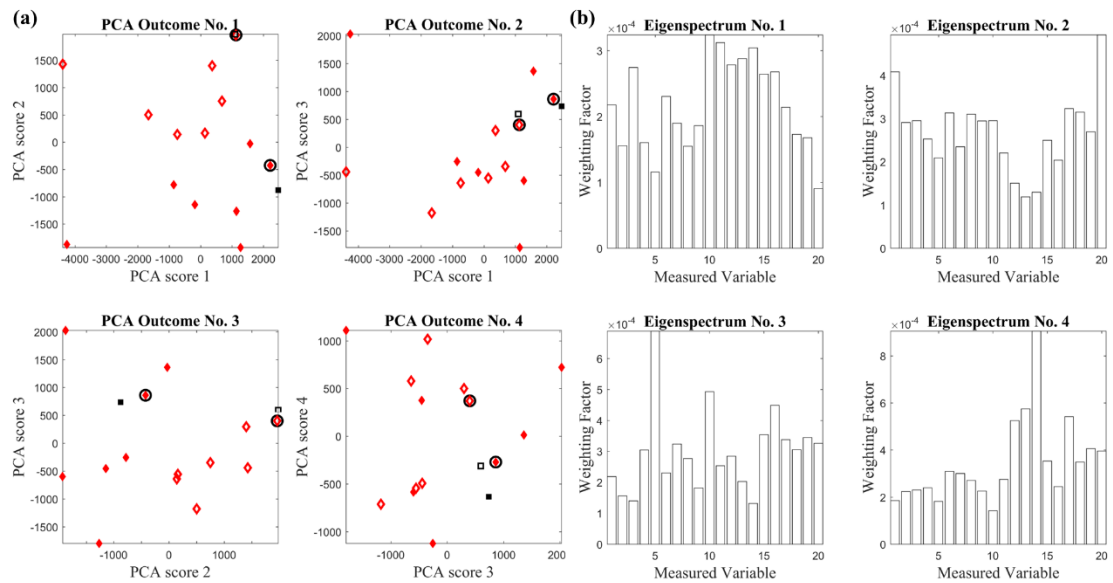 (a)
PCA Outcome No. 1
PCA score 2
1500
1000
500
0
-500
-1000
-1500
-4000 -3000 -2000 -1000 0 1000 2000
PCA score 1
PCA Outcome No. 2
PCA score 3
2000
1500
1000
500
0
-500
-1000
-1500
-4000 -3000 -2000 -1000 0 1000 2000
PCA score 1
(b)
Eigenspectrum No. 1
×10⁻⁴
Weighting Factor
3
2
1
0
5 10 15 20
Measured Variable
Eigenspectrum No. 2
×10⁻⁴
Weighting Factor
4
3
2
1
0
5 10 15 20
Measured Variable
PCA Outcome No. 3
PCA score 3
2000
1500
1000
500
0
-500
-1000
-1500
-1000 0 1000
PCA score 2
PCA Outcome No. 4
PCA score 4
1000
500
0
-500
-1000
-1000 0 1000 200
PCA score 3
Eigenspectrum No. 3
×10⁻⁴
Weighting Factor
6
5
4
3
2
1
0
5 10 15 20
Measured Variable
Eigenspectrum No. 4
×10⁻⁴
Weighting Factor
8
6
4
2
0
5 10 15 20
Measured Variable